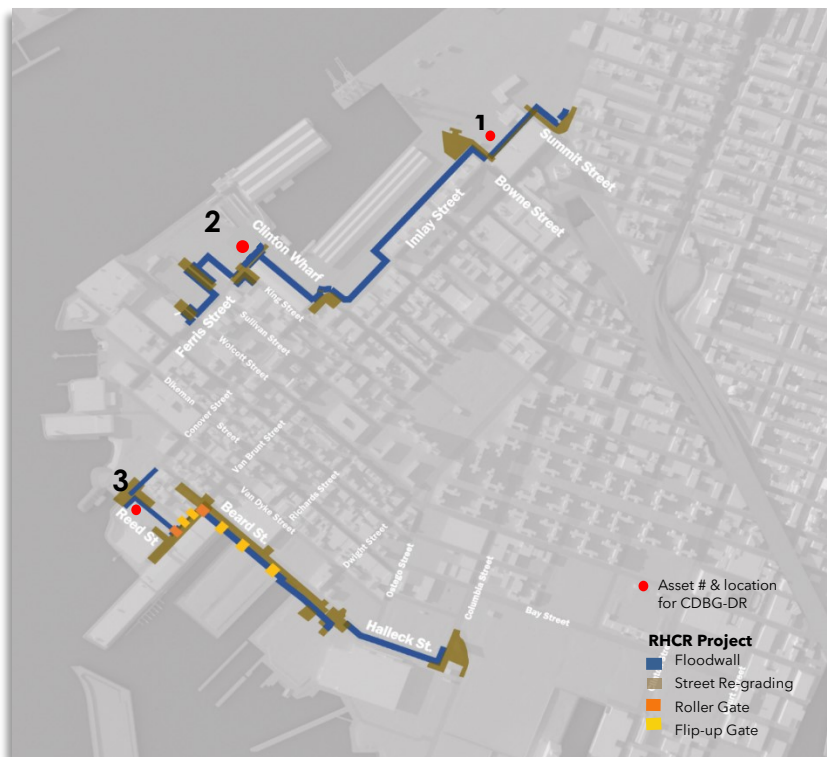 1
Summit Street
Bowne Street
Imlay Street
2
Clinton Wharf
King Street
Sullivan Street
Wolcott Street
Ferris Street
Dikeman
Street
Conover Street
Van Brunt Street
3
Reed St
Beard St.
Van Dyke Street
Richards Street
Dwight Street
Otsego Street
Columbia Street
Bay Street
Halleck St.
Asset # & location
for CDBG-DR
RHCR Project
Floodwall
Street Re-grading
Roller Gate
Flip-up Gate